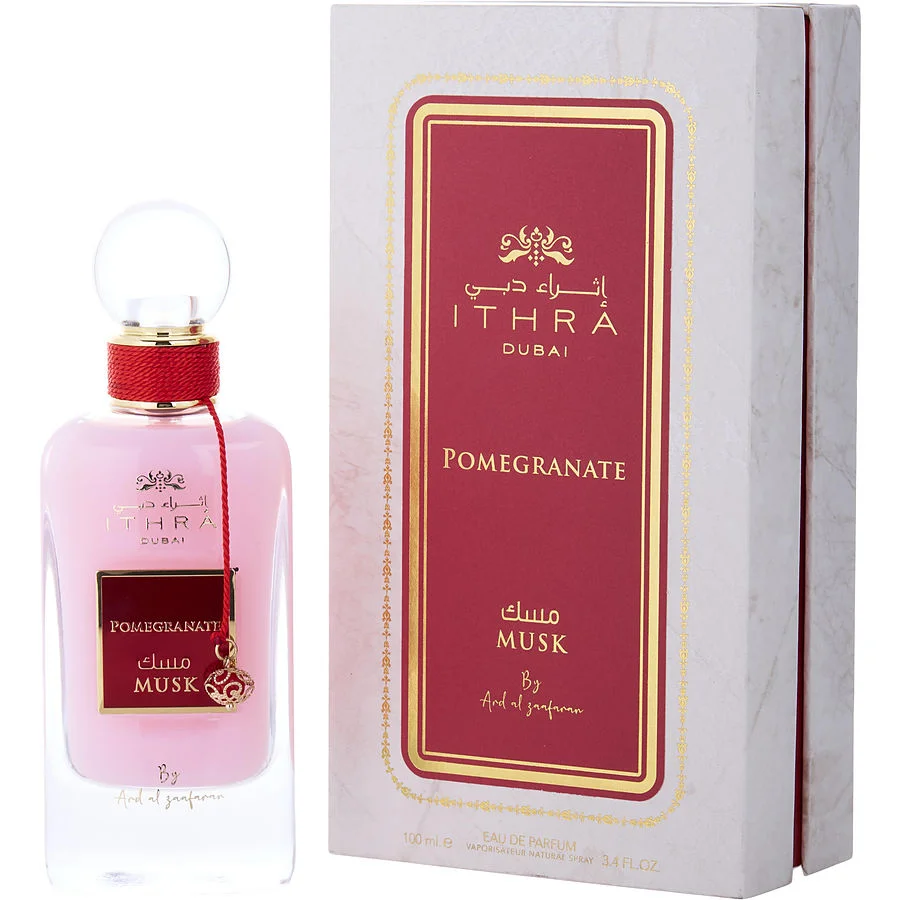 إثراء دبي
ITHRA
DUBAI
POMEGRANATE
مسك
MUSK
By
Ard al zaafaran
إثراء دبي
ITHRA
DUBAI
POMEGRANATE
مسك
MUSK
By
Ard al zaafaran
100 ml. e EAU DE PARFUM
VAPORISATEUR NATURAL SPRAY 3.4 FL.OZ.